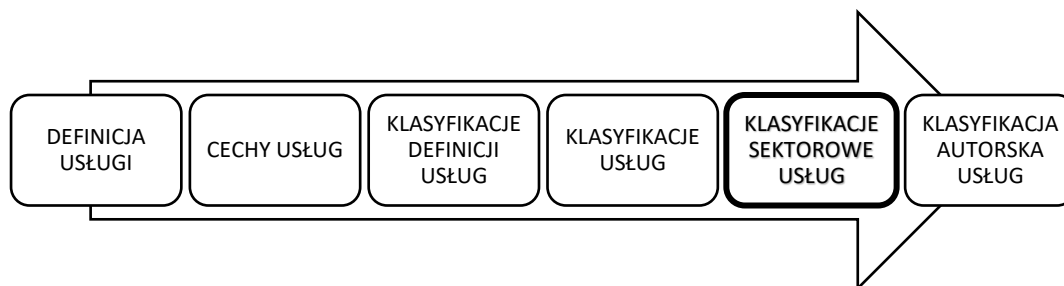 DEFINICJA
USŁUGI
CECHY USŁUG
KLASYFIKACJE
DEFINICJI
USŁUG
KLASYFIKACJE
USŁUG
KLASYFIKACJE
SEKTOROWE
USŁUG
KLASYFIKACJA
AUTORSKA
USŁUG